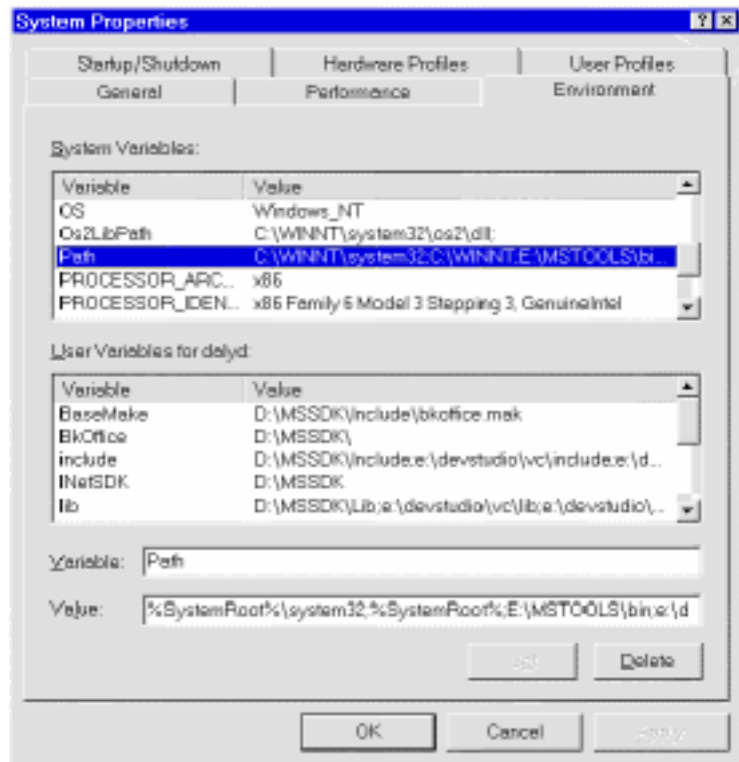 System Properties
Startup/Shutdown Hardware Profiles User Profiles
General Performance Environment
System Variables:
Variable Value
OS Windows_NT
Os2LibPath C:\WINNT\system32\os2\dll;
Path C:\WINNT\system32;C:\WINNT;E:\MSTOOLS\bi...
PROCESSOR_ARC... x86
PROCESSOR_IDEN... x86 Family 6 Model 3 Stepping 3, GenuineIntel
User Variables for dalyd:
Variable Value
BaseMake D:\MSSDK\Include\bkoffice.mak
BkOffice D:\MSSDK\
include D:\MSSDK\Include;e:\devstudio\vc\include;e:\d...
INetSDK D:\MSSDK
lib D:\MSSDK\Lib;e:\devstudio\vc\lib;e:\devstudio\...
Variable: Path
Value: %SystemRoot%\system32;%SystemRoot%;E:\MSTOOLS\bin;e:\d
Set Delete
OK Cancel Apply